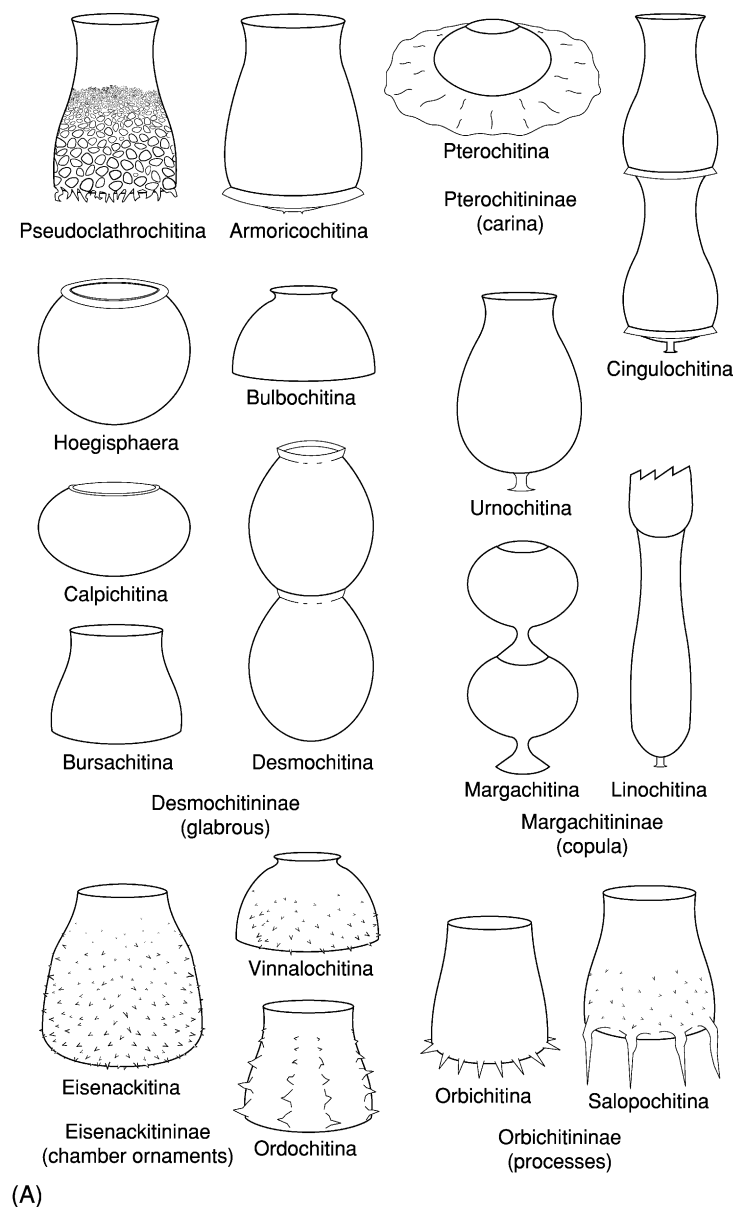 Pseudoclathrochitina
Armoricochitina
Pterochitina
Pterochitininae
(carina)
Cingulochitina
Hoegisphaera
Bulbochitina
Urnochitina
Calpichitina
Bursachitina
Desmochitina
Desmochitininae
(glabrous)
Margachitina
Linochitina
Margachitininae
(copula)
Vinnalochitina
Eisenackitina
Ordochitina
Eisenackitininae
(chamber ornaments)
Orbichitina
Salopochitina
Orbichitininae
(processes)
(A)